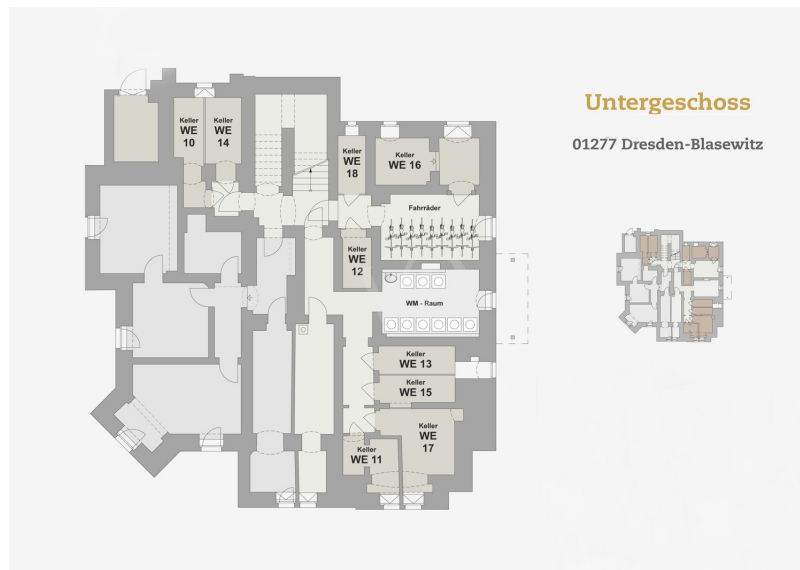 Untergeschoss
01277 Dresden-Blasewitz
Keller
WE
10
Keller
WE
14
Keller
WE
18
Keller
WE 16
Fahrräder
Keller
WE
12
WM - Raum
Keller
WE 13
Keller
WE 15
Keller
WE
17
Keller
WE 11